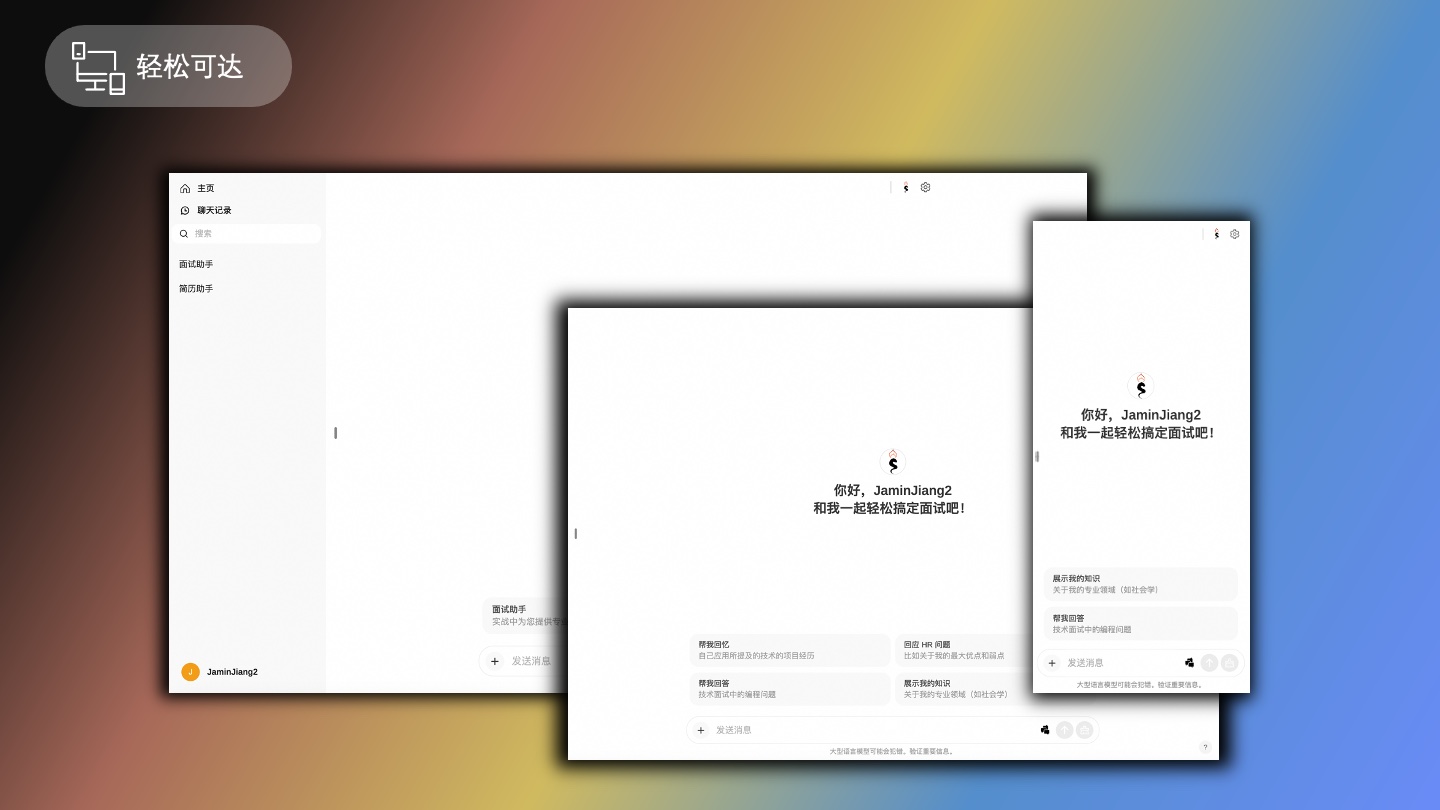 轻松可达
主页
聊天记录
搜索
面试助手
简历助手
J
JaminJiang2
面试助手
实战中为您提供专业
发送消息
你好，JaminJiang2
和我一起轻松搞定面试吧！
帮我回忆
自己应用所提及的技术的项目经历
回应 HR 问题
比如关于我的最大优点和弱点
帮我回答
技术面试中的编程问题
展示我的知识
关于我的专业领域（如社会学）
发送消息
大型语言模型可能会犯错。验证重要信息。
?
你好，JaminJiang2
和我一起轻松搞定面试吧！
展示我的知识
关于我的专业领域（如社会学）
帮我回答
技术面试中的编程问题
发送消息
大型语言模型可能会犯错。验证重要信息。